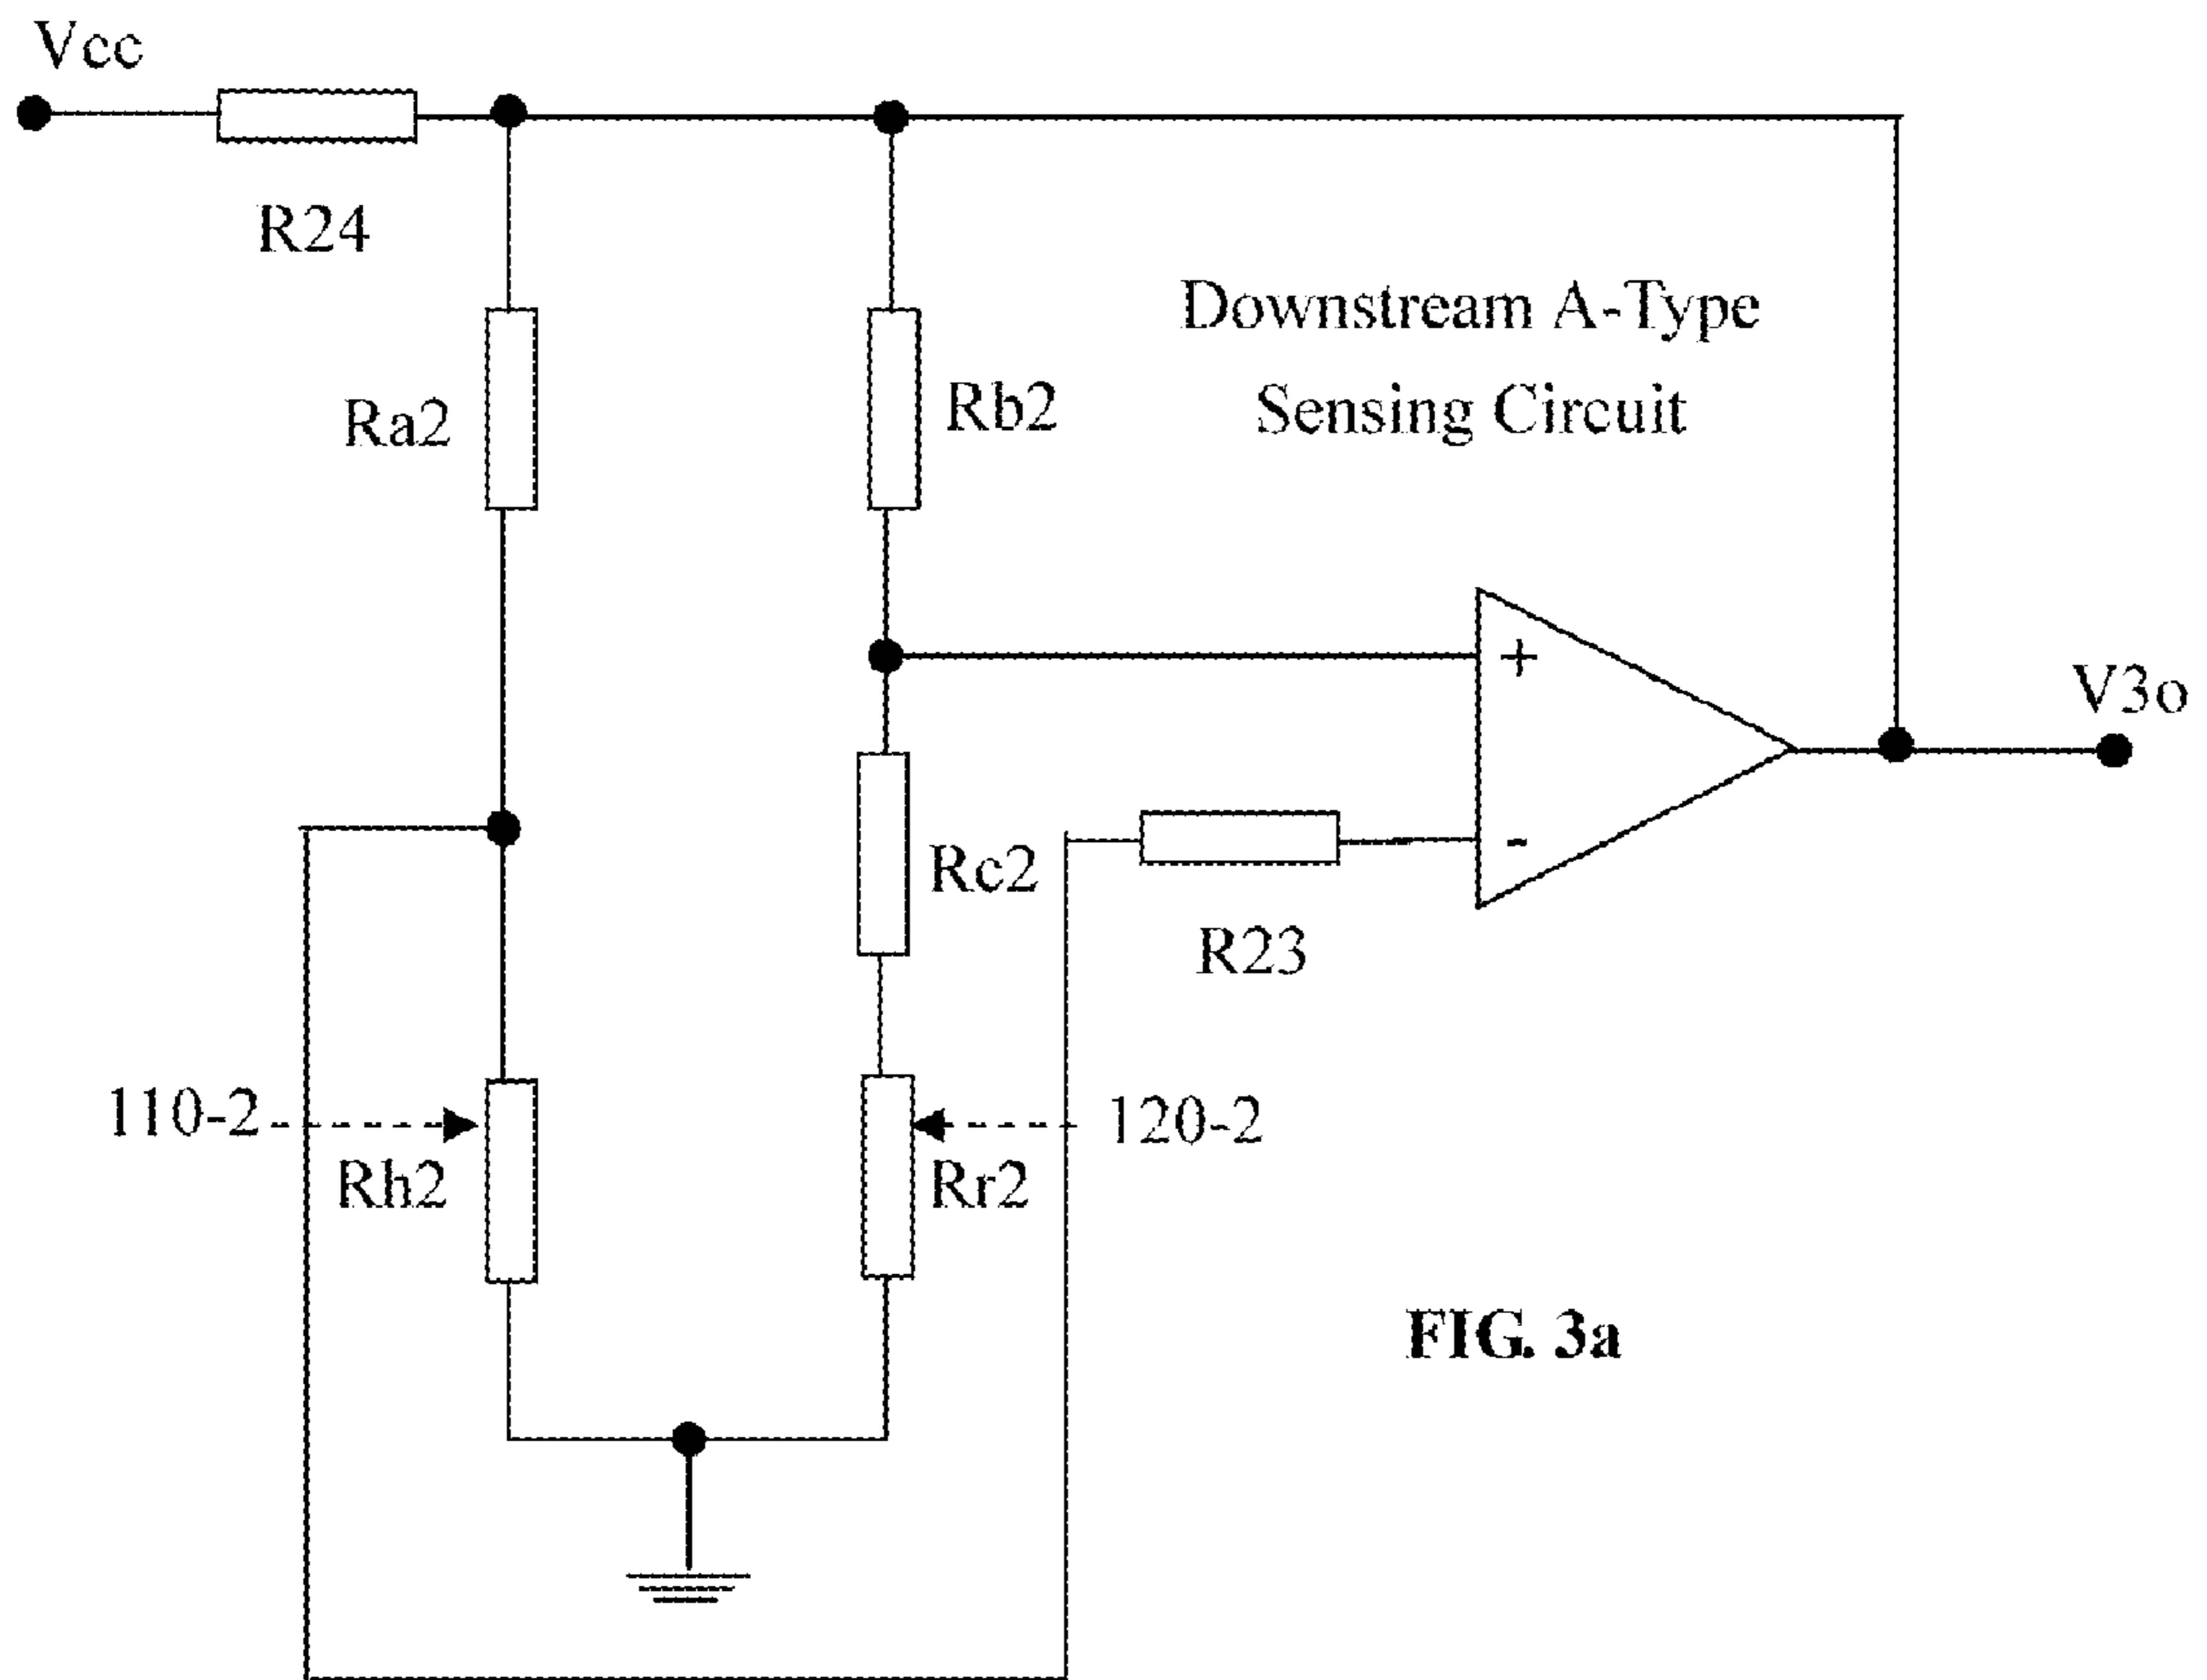 Vcc
R24
Downstream A-Type
Sensing Circuit
Ra2
Rb2
+
V3o
-
Rc2
R23
110-2
120-2
Rh2
Rr2
FIG. 3a